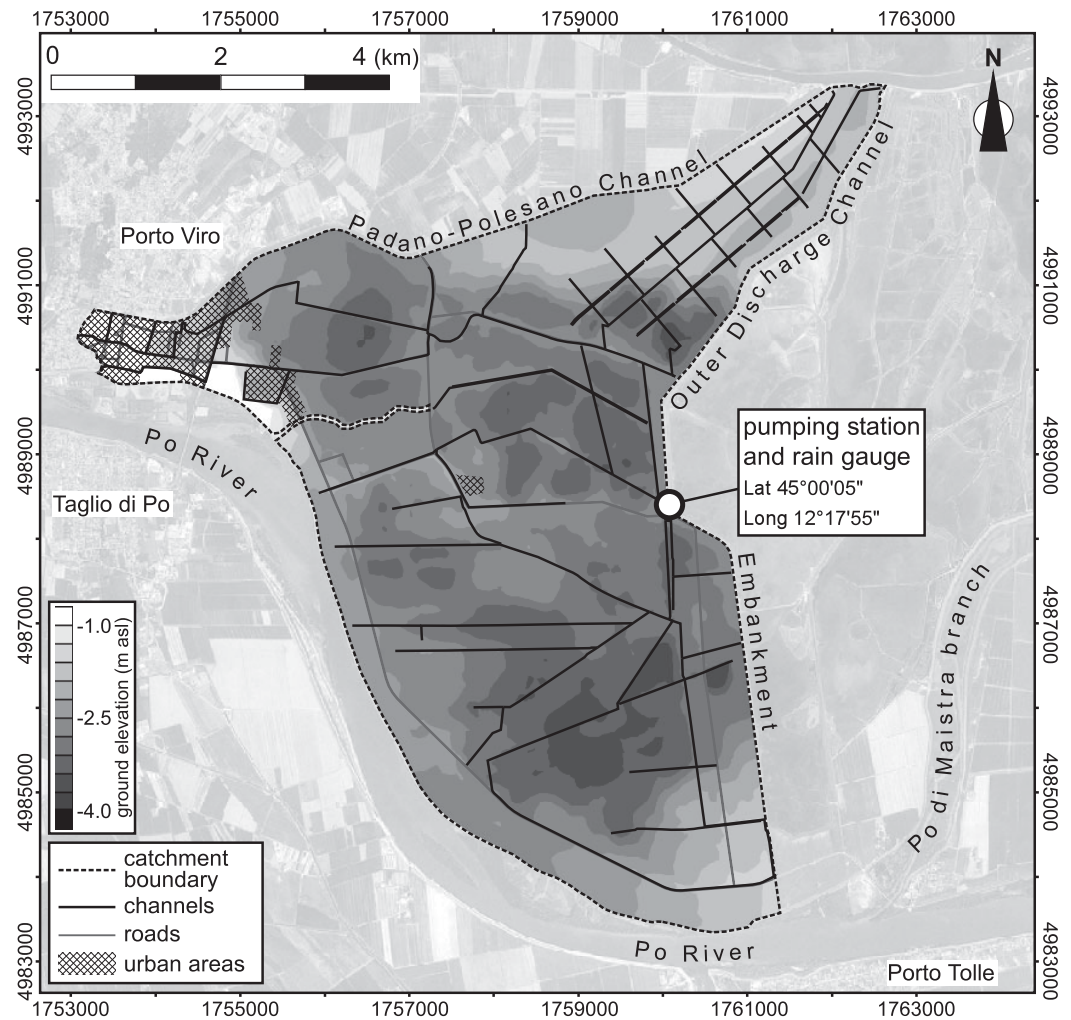 1753000 1755000 1757000 1759000 1761000 1763000
0 2 4 (km)
N
4993000
4993000
Padano-Polesano Channel
Outer Discharge Channel
Porto Viro
4991000
4991000
pumping station
and rain gauge
Lat 45°00'05"
Long 12°17'55"
4989000
4989000
Po River
Taglio di Po
Embankment
Po di Maistra branch
4987000
4987000
-1.0
-2.5
-4.0
ground elevation (m asl)
4985000
4985000
catchment
boundary
channels
roads
urban areas
Po River
Porto Tolle
4983000
4983000
1753000 1755000 1757000 1759000 1761000 1763000